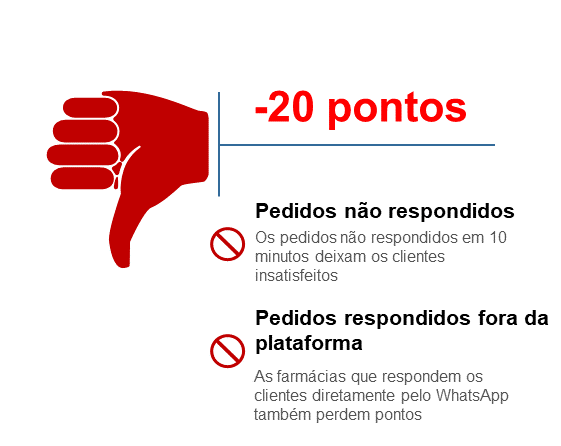 -20 pontos
Pedidos não respondidos
Os pedidos não respondidos em 10
minutos deixam os clientes
insatisfeitos
Pedidos respondidos fora da
plataforma
As farmácias que respondem os
clientes diretamente pelo WhatsApp
também perdem pontos